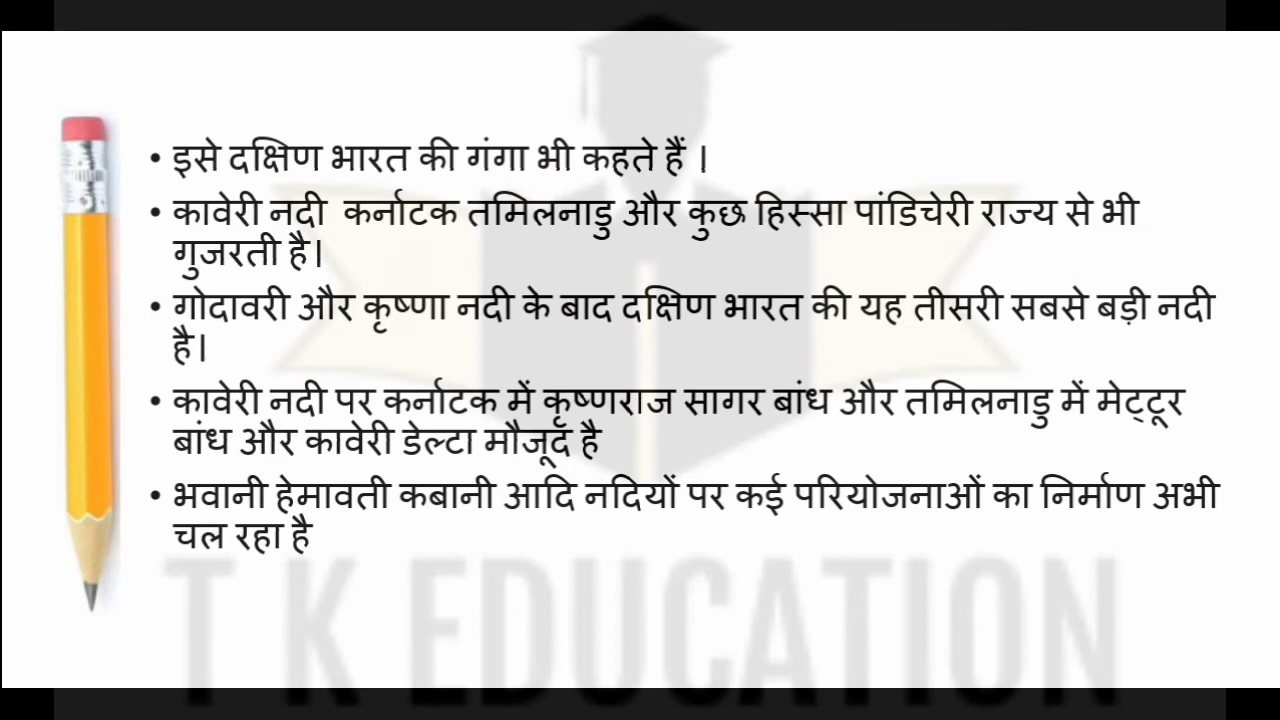 • इसे दक्षिण भारत की गंगा भी कहते हैं ।
• कावेरी नदी कर्नाटक तमिलनाडु और कुछ हिस्सा पांडिचेरी राज्य से भी
गुजरती है।
• गोदावरी और कृष्णा नदी के बाद दक्षिण भारत की यह तीसरी सबसे बड़ी नदी
है।
• कावेरी नदी पर कर्नाटक में कृष्णराज सागर बांध और तमिलनाडु में मेट्टूर
बांध और कावेरी डेल्टा मौजूद है
• भवानी हेमावती कबानी आदि नदियों पर कई परियोजनाओं का निर्माण अभी
चल रहा है
T K EDUCATION